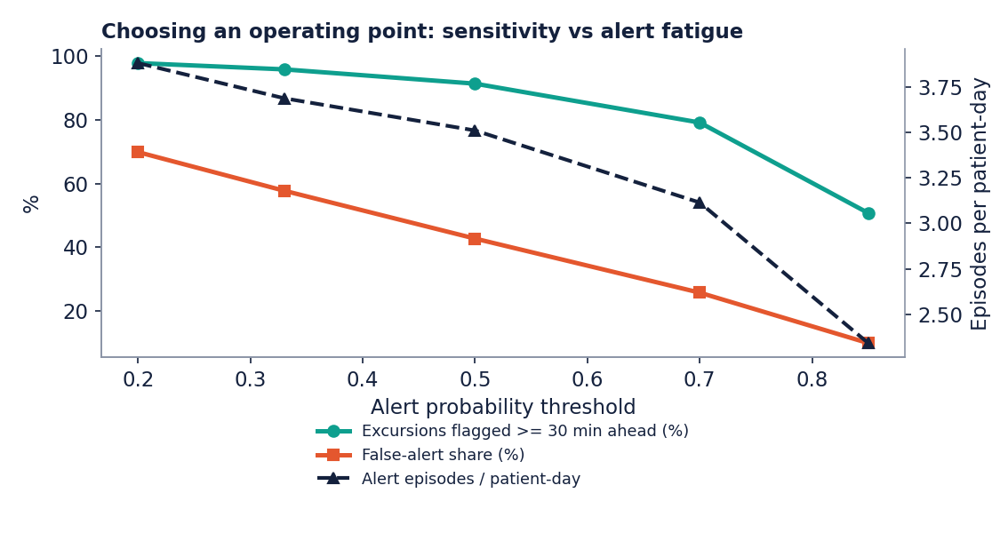 Choosing an operating point: sensitivity vs alert fatigue
100
80
60
40
20
%
3.75
3.50
3.25
3.00
2.75
2.50
Episodes per patient-day
0.2 0.3 0.4 0.5 0.6 0.7 0.8
Alert probability threshold
Excursions flagged >= 30 min ahead (%)
False-alert share (%)
Alert episodes / patient-day